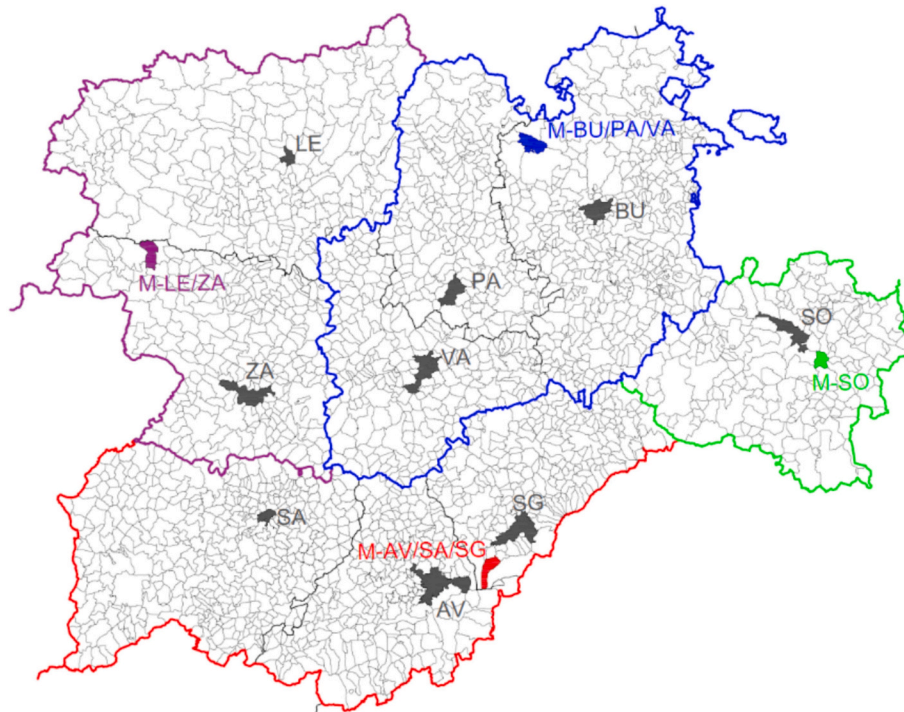 M-BU/PA/VA
LE
BU
M-LE/ZA
PA
SO
VA
ZA
M-SO
SG
SA
M-AV/SA/SG
AV